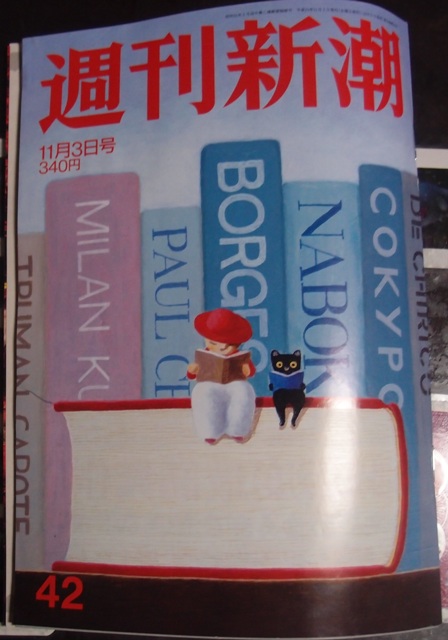 週刊新潮
11月3日号
340円
TRUMAN CAPOTE
MILAN KU
PAUL CE
BORGES
NABOK
COKYPO
DE CHIRICO
42